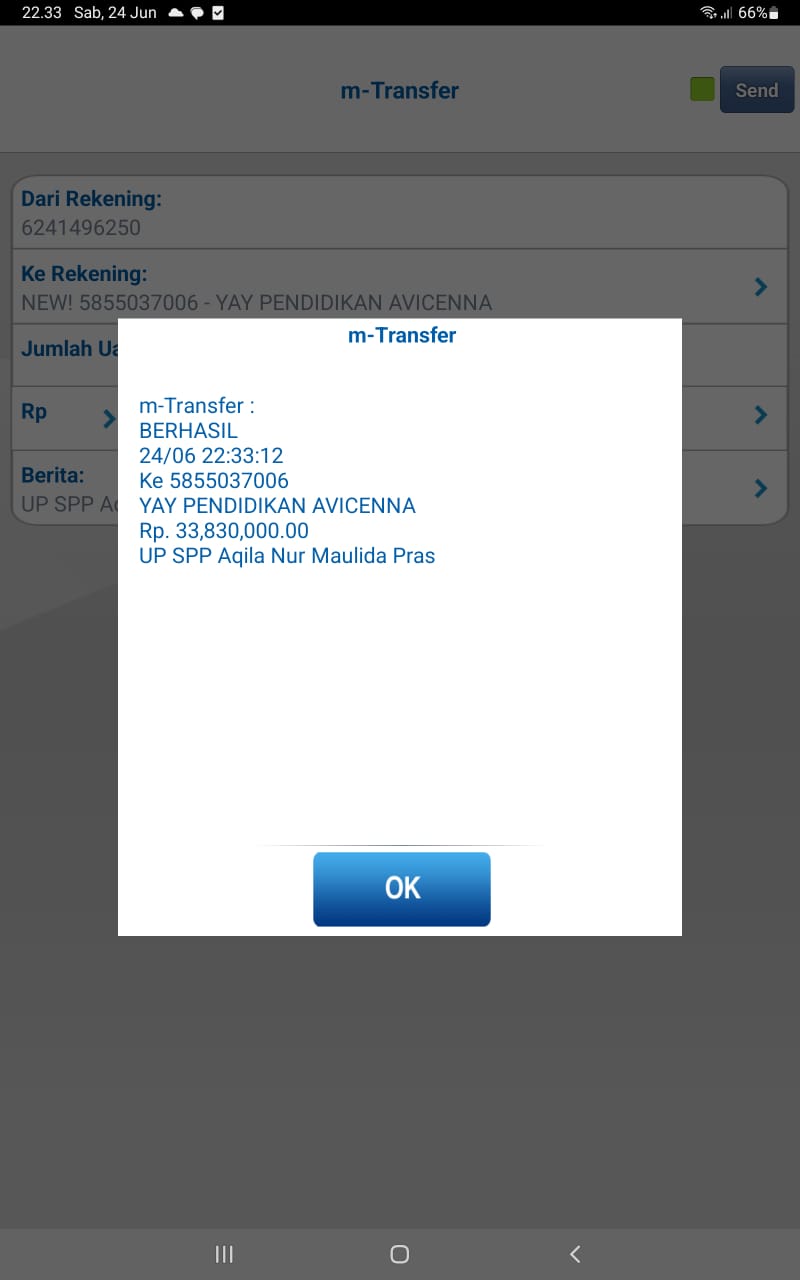 22.33 Sab, 24 Jun
66%
m-Transfer
Send
Dari Rekening:
6241496250
Ke Rekening:
NEW! 5855037006 - YAY PENDIDIKAN AVICENNA
Jumlah
Rp
Berita:
UP SPP
m-Transfer
m-Transfer :
BERHASIL
24/06 22:33:12
Ke 5855037006
YAY PENDIDIKAN AVICENNA
Rp. 33,830,000.00
UP SPP Aqila Nur Maulida Pras
OK